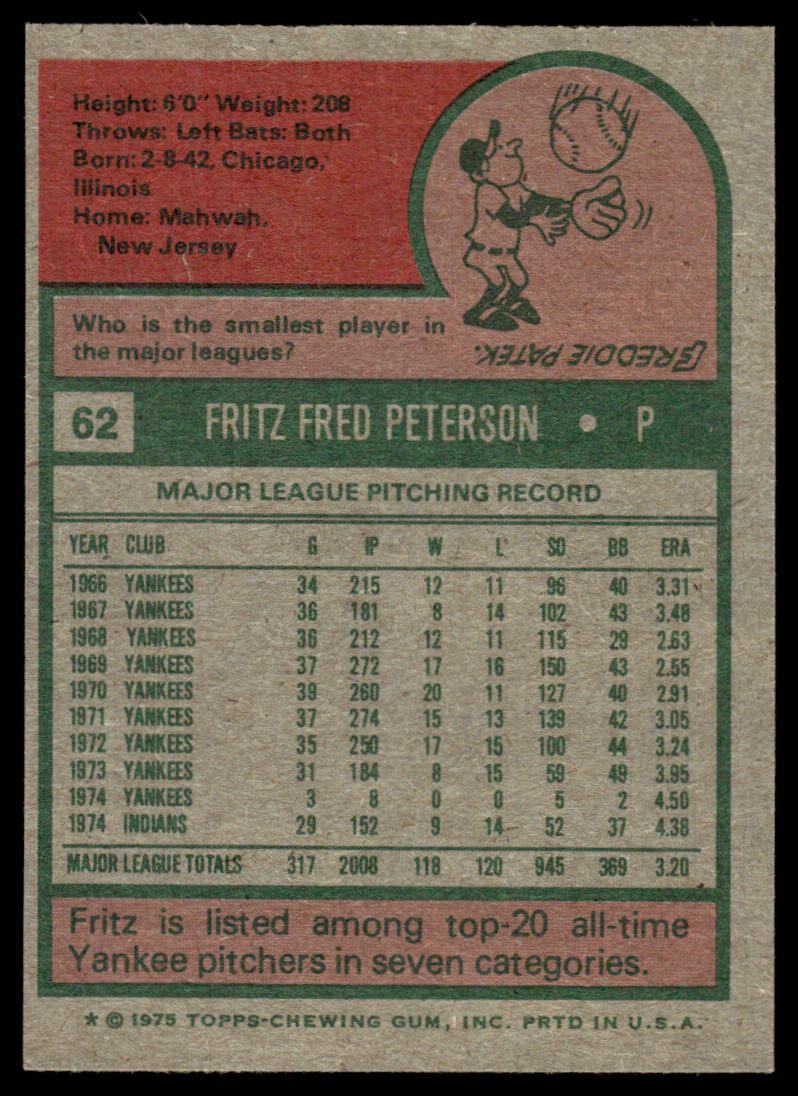 Height: 6'0" Weight: 208
Throws: Left Bats: Both
Born: 2-8-42, Chicago,
Illinois
Home: Mahwah,
New Jersey
Who is the smallest player in
the major leagues?
FREDDIE PATEK.
62 FRITZ FRED PETERSON • P
MAJOR LEAGUE PITCHING RECORD
YEAR CLUB G IP W L SO BB ERA
1966 YANKEES 34 215 12 11 96 40 3.31
1967 YANKEES 36 181 8 14 102 43 3.48
1968 YANKEES 36 212 12 11 115 29 2.63
1969 YANKEES 37 272 17 16 150 43 2.55
1970 YANKEES 39 260 20 11 127 40 2.91
1971 YANKEES 37 274 15 13 139 42 3.05
1972 YANKEES 35 250 17 15 100 44 3.24
1973 YANKEES 31 184 8 15 59 49 3.95
1974 YANKEES 3 8 0 0 5 2 4.50
1974 INDIANS 29 152 9 14 52 37 4.38
MAJOR LEAGUE TOTALS 317 2008 118 120 945 369 3.20
Fritz is listed among top-20 all-time
Yankee pitchers in seven categories.
* © 1975 TOPPS-CHEWING GUM, INC. PRTD IN U.S.A.